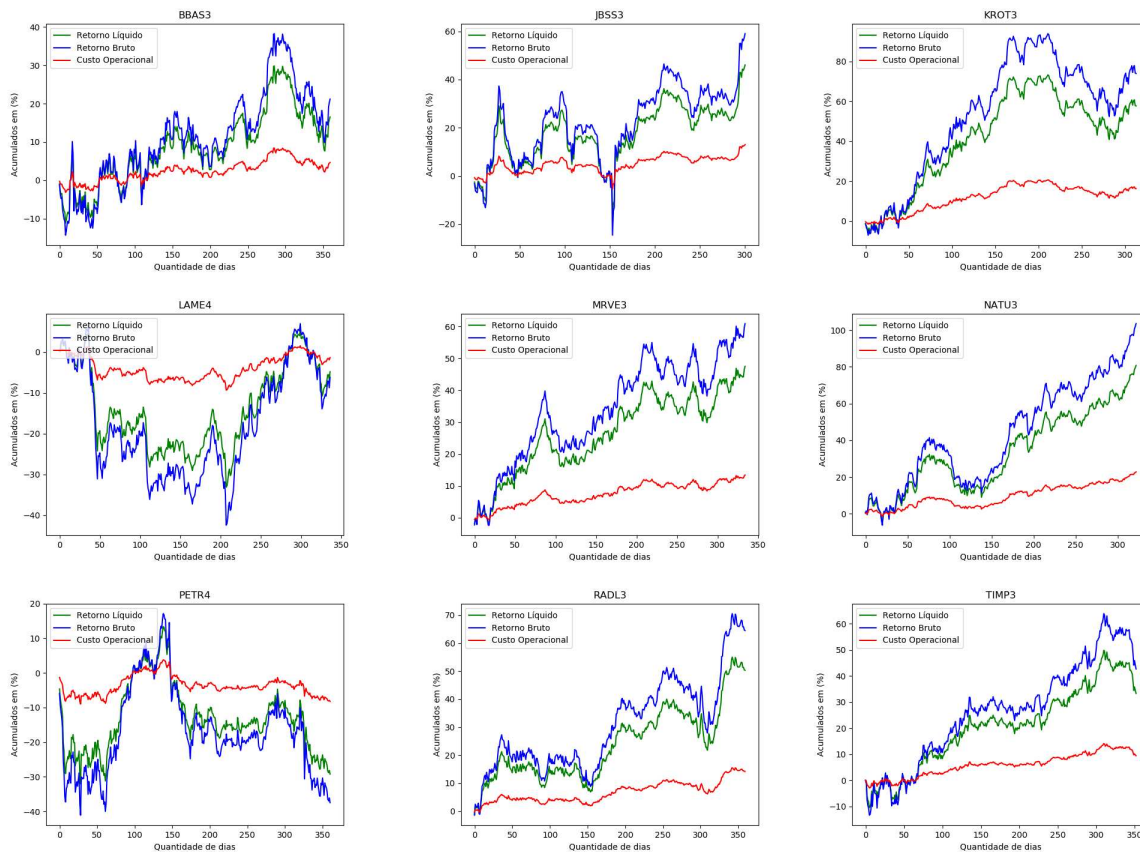 BBAS3
Retorno Líquido
Retorno Bruto
Custo Operacional
Acumulados em (%)
40
30
20
10
0
−10
0 50 100 150 200 250 300 350
Quantidade de dias
JBSS3
Retorno Líquido
Retorno Bruto
Custo Operacional
Acumulados em (%)
60
40
20
0
−20
0 50 100 150 200 250 300
Quantidade de dias
KROT3
Retorno Líquido
Retorno Bruto
Custo Operacional
Acumulados em (%)
80
60
40
20
0
0 50 100 150 200 250 300
Quantidade de dias
LAME4
Retorno Líquido
Retorno Bruto
Custo Operacional
Acumulados em (%)
0
−10
−20
−30
−40
0 50 100 150 200 250 300 350
Quantidade de dias
MRVE3
Retorno Líquido
Retorno Bruto
Custo Operacional
Acumulados em (%)
60
50
40
30
20
10
0
0 50 100 150 200 250 300 350
Quantidade de dias
NATU3
Retorno Líquido
Retorno Bruto
Custo Operacional
Acumulados em (%)
100
80
60
40
20
0
0 50 100 150 200 250 300
Quantidade de dias
PETR4
Retorno Líquido
Retorno Bruto
Custo Operacional
Acumulados em (%)
20
10
0
−10
−20
−30
−40
0 50 100 150 200 250 300 350
Quantidade de dias
RADL3
Retorno Líquido
Retorno Bruto
Custo Operacional
Acumulados em (%)
70
60
50
40
30
20
10
0
0 50 100 150 200 250 300 350
Quantidade de dias
TIMP3
Retorno Líquido
Retorno Bruto
Custo Operacional
Acumulados em (%)
60
50
40
30
20
10
0
−10
0 50 100 150 200 250 300 350
Quantidade de dias